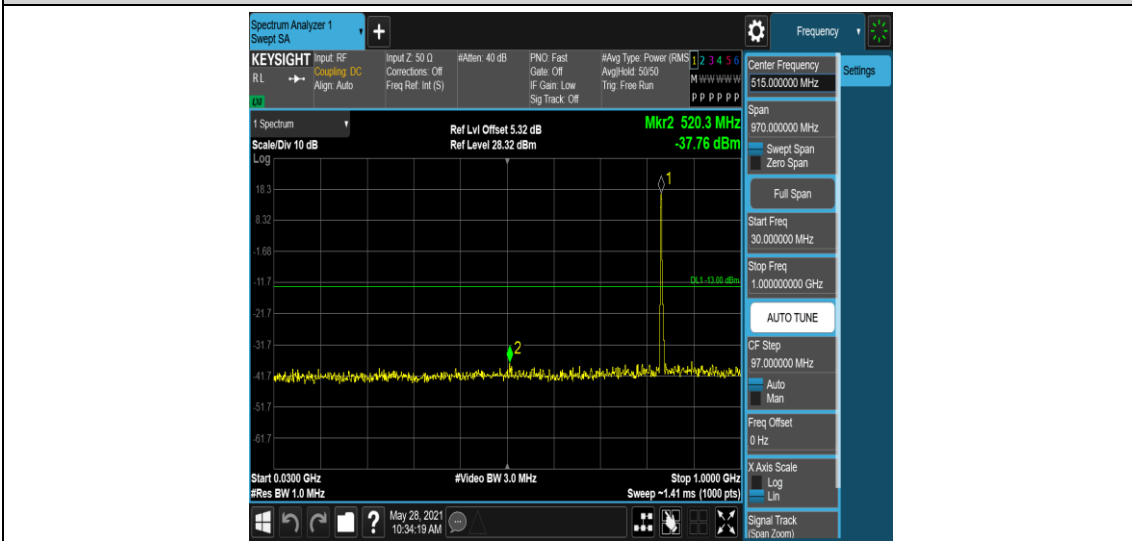 Spectrum Analyzer 1
Swept SA
+
Frequency
KEYSIGHT
RL
LXI
Input: RF
Coupling: DC
Align: Auto
Input Z: 50 Ω
Corrections: Off
Freq Ref: Int (S)
#Atten: 40 dB
PNO: Fast
Gate: Off
IF Gain: Low
Sig Track: Off
#Avg Type: Power (RMS
Avg|Hold: 50/50
Trig: Free Run
1 2 3 4 5 6
M W W W W W
P P P P P P
Center Frequency
515.000000 MHz
Settings
Span
970.000000 MHz
Swept Span
Zero Span
Full Span
Start Freq
30.000000 MHz
Stop Freq
1.000000000 GHz
AUTO TUNE
CF Step
97.000000 MHz
Auto
Man
Freq Offset
0 Hz
X Axis Scale
Log
Lin
Signal Track
(Span Zoom)
1 Spectrum
Scale/Div 10 dB
Log
Ref Lvl Offset 5.32 dB
Ref Level 28.32 dBm
Mkr2 520.3 MHz
-37.76 dBm
1
18.3
8.32
-1.68
-11.7
DL1 -13.00 dBm
-21.7
-31.7
2
-41.7
-51.7
-61.7
Start 0.0300 GHz
#Res BW 1.0 MHz
#Video BW 3.0 MHz
Stop 1.0000 GHz
Sweep ~1.41 ms (1000 pts)
?
May 28, 2021
10:34:19 AM